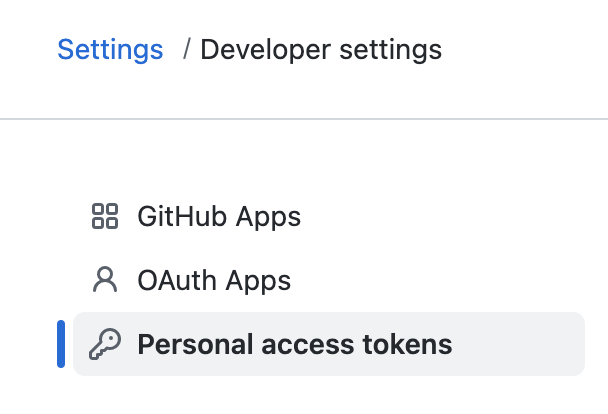 Settings / Developer settings
GitHub Apps
OAuth Apps
Personal access tokens